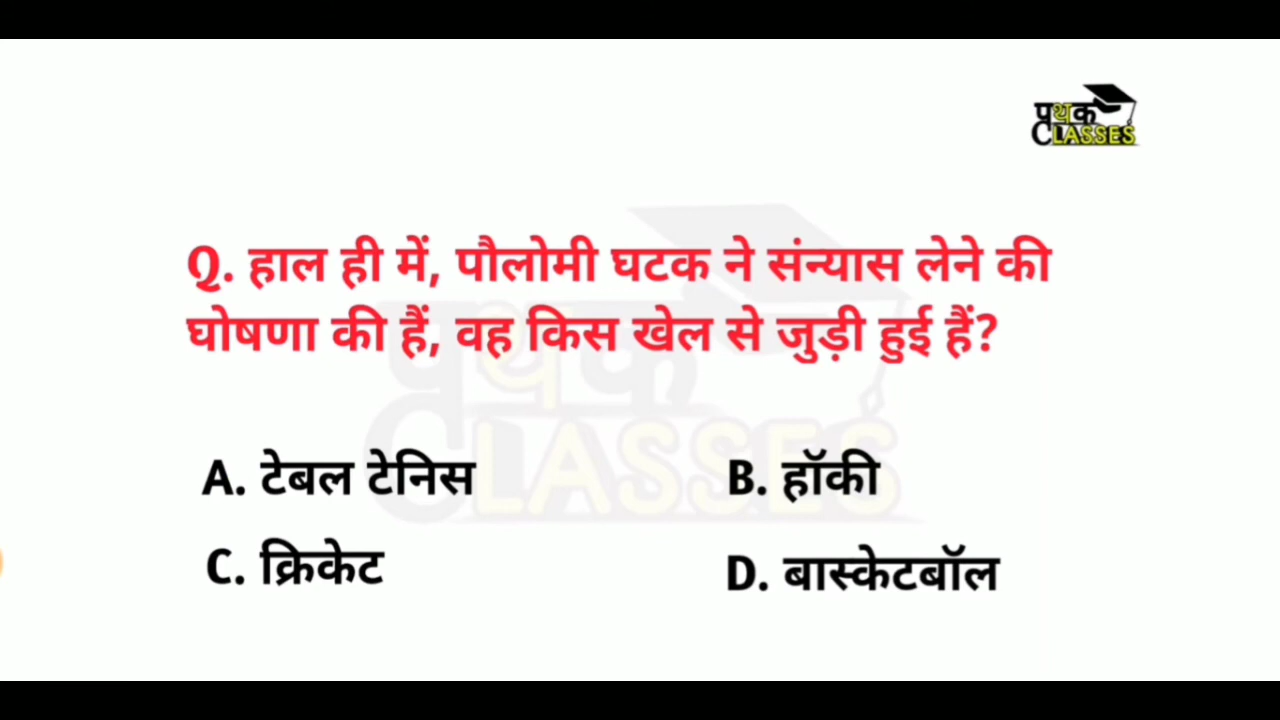 पृथक
CLASSES
Q. हाल ही में, पौलोमी घटक ने संन्यास लेने की
घोषणा की हैं, वह किस खेल से जुड़ी हुई हैं?
A. टेबल टेनिस
B. हॉकी
C. क्रिकेट
D. बास्केटबॉल